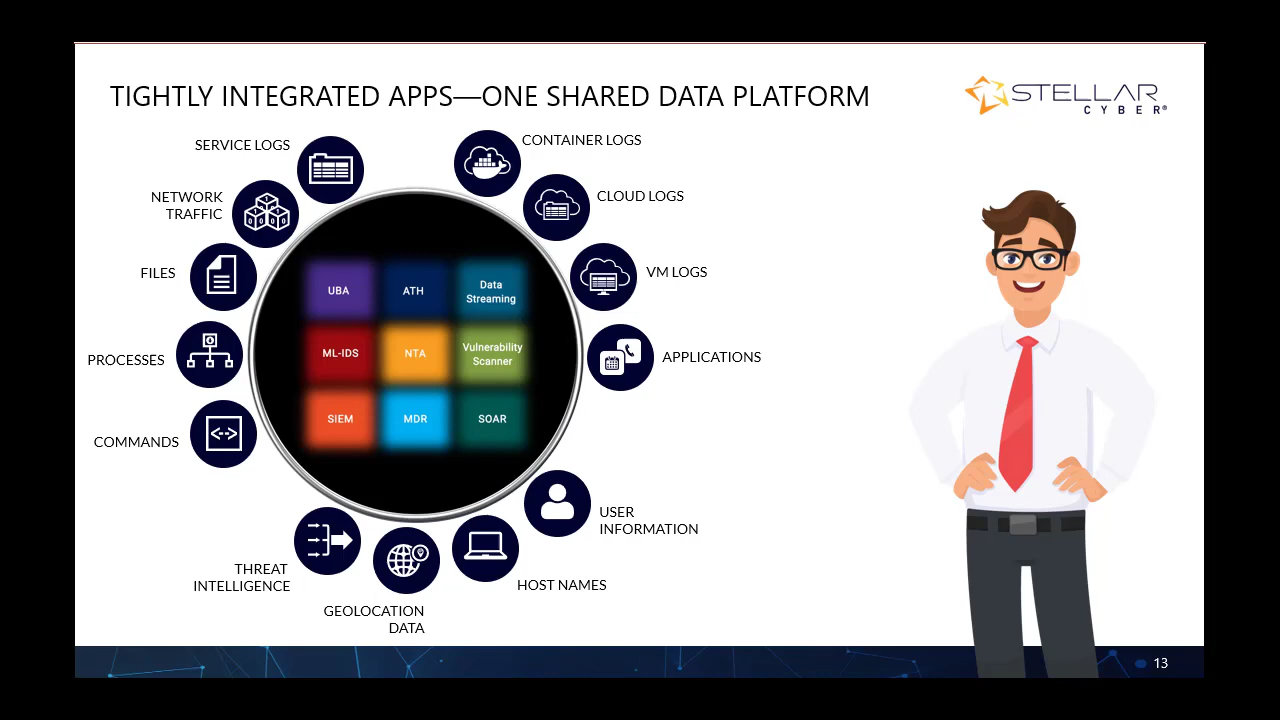 TIGHTLY INTEGRATED APPS—ONE SHARED DATA PLATFORM
STELLAR
CYBER®
SERVICE LOGS
CONTAINER LOGS
NETWORK
TRAFFIC
CLOUD LOGS
FILES
VM LOGS
PROCESSES
APPLICATIONS
COMMANDS
UBA
ATH
Data
Streaming
ML-IDS
NTA
Vulnerability
Scanner
SIEM
MDR
SOAR
USER
INFORMATION
THREAT
INTELLIGENCE
HOST NAMES
GEOLOCATION
DATA
13